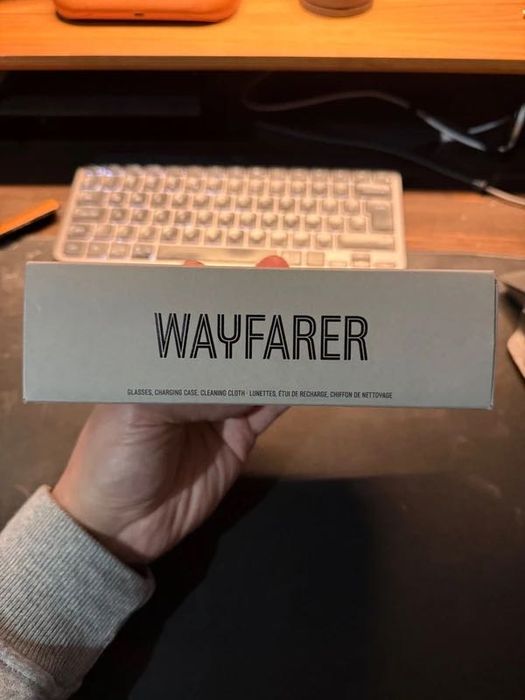 WAYFARER
GLASSES, CHARGING CASE, CLEANING CLOTH - LUNETTES, ÉTUI DE RECHARGE, CHIFFON DE NETTOYAGE